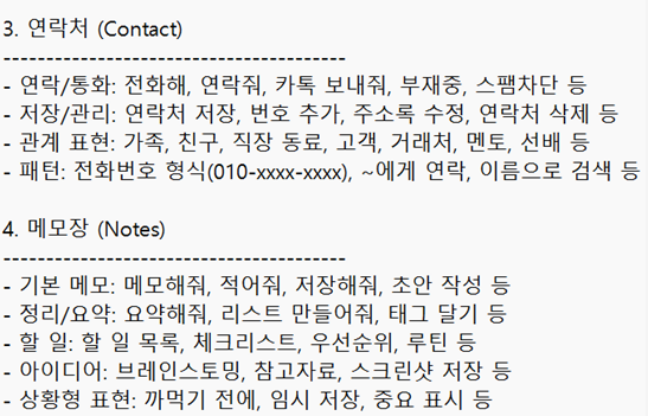 3. 연락처 (Contact)
----------------------------------------
- 연락/통화: 전화해, 연락줘, 카톡 보내줘, 부재중, 스팸차단 등
- 저장/관리: 연락처 저장, 번호 추가, 주소록 수정, 연락처 삭제 등
- 관계 표현: 가족, 친구, 직장 동료, 고객, 거래처, 멘토, 선배 등
- 패턴: 전화번호 형식(010-xxxx-xxxx), ~에게 연락, 이름으로 검색 등
4. 메모장 (Notes)
----------------------------------------
- 기본 메모: 메모해줘, 적어줘, 저장해줘, 초안 작성 등
- 정리/요약: 요약해줘, 리스트 만들어줘, 태그 달기 등
- 할 일: 할 일 목록, 체크리스트, 우선순위, 루틴 등
- 아이디어: 브레인스토밍, 참고자료, 스크린샷 저장 등
- 상황형 표현: 까먹기 전에, 임시 저장, 중요 표시 등